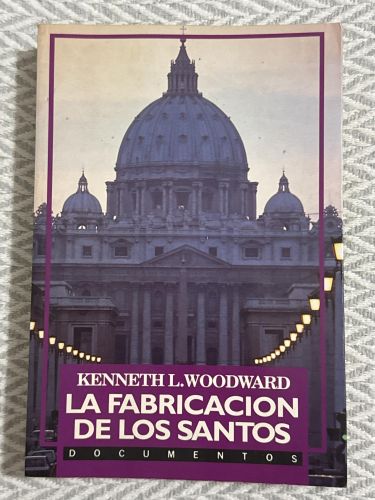 KENNETH L. WOODWARD
LA FABRICACION
DE LOS SANTOS
DOCUMENTOS